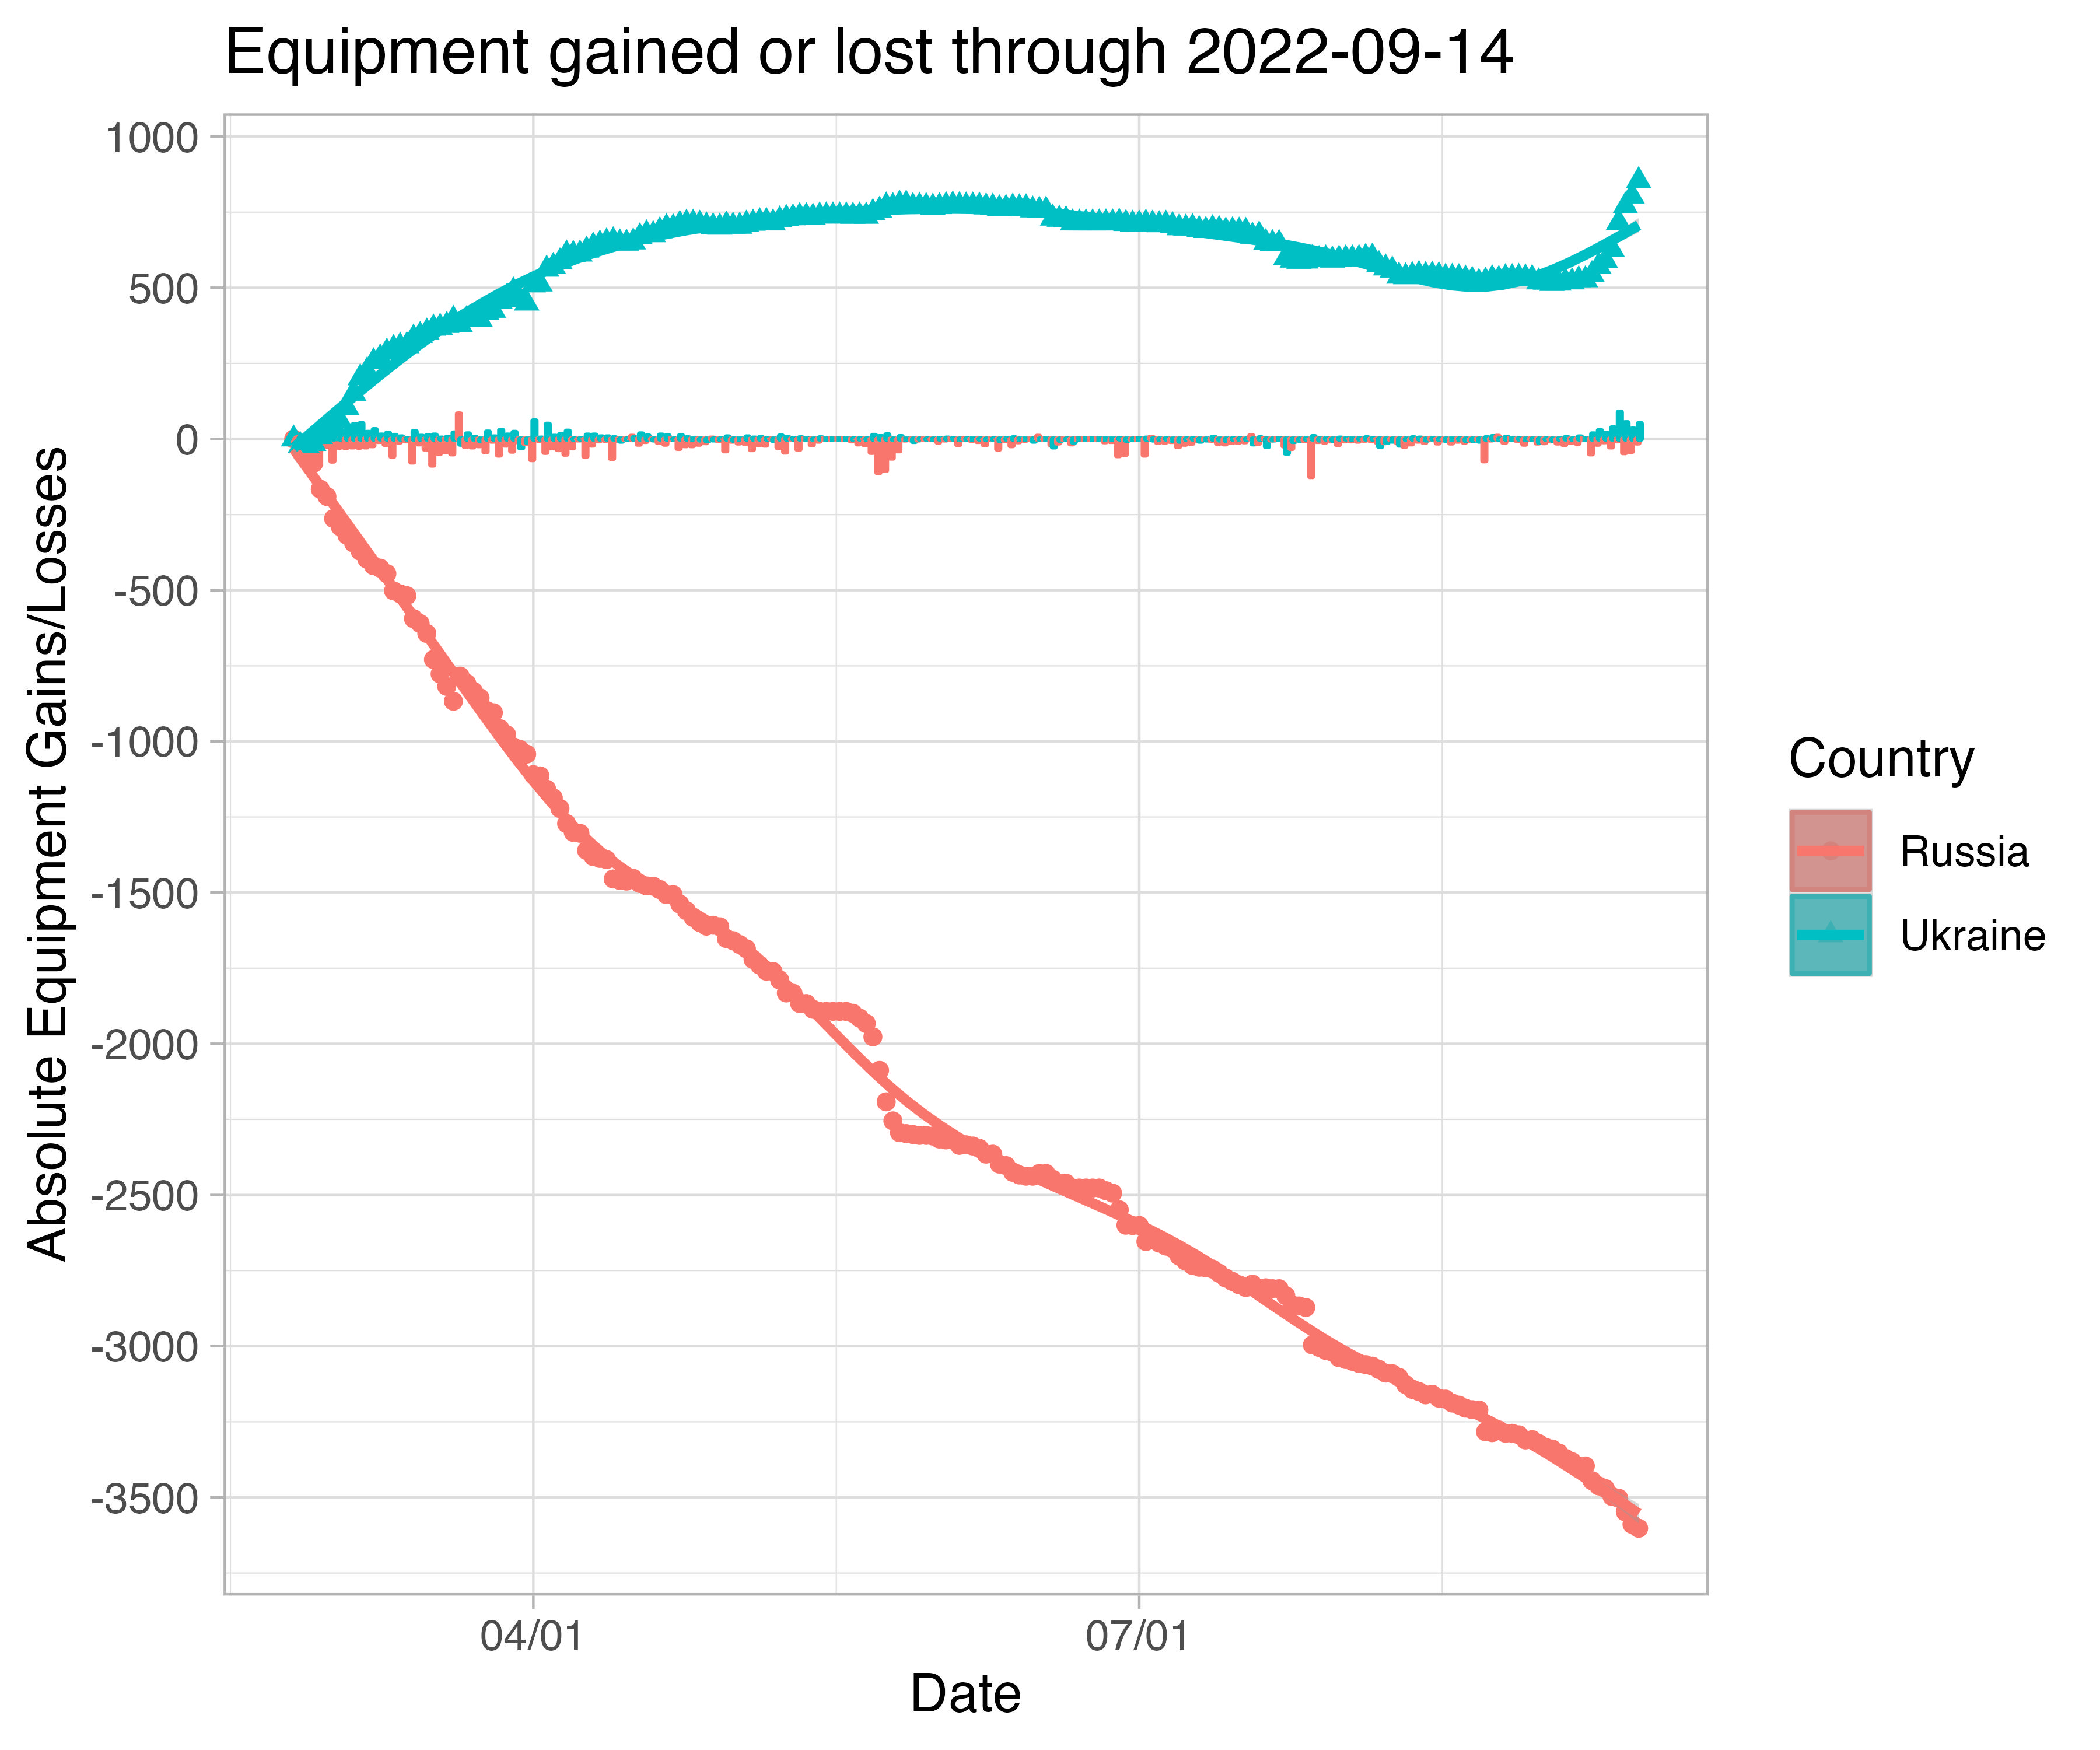 Equipment gained or lost through 2022-09-14
Absolute Equipment Gains/Losses
1000
500
0
-500
-1000
-1500
-2000
-2500
-3000
-3500
04/01
07/01
Date
Country
Russia
Ukraine